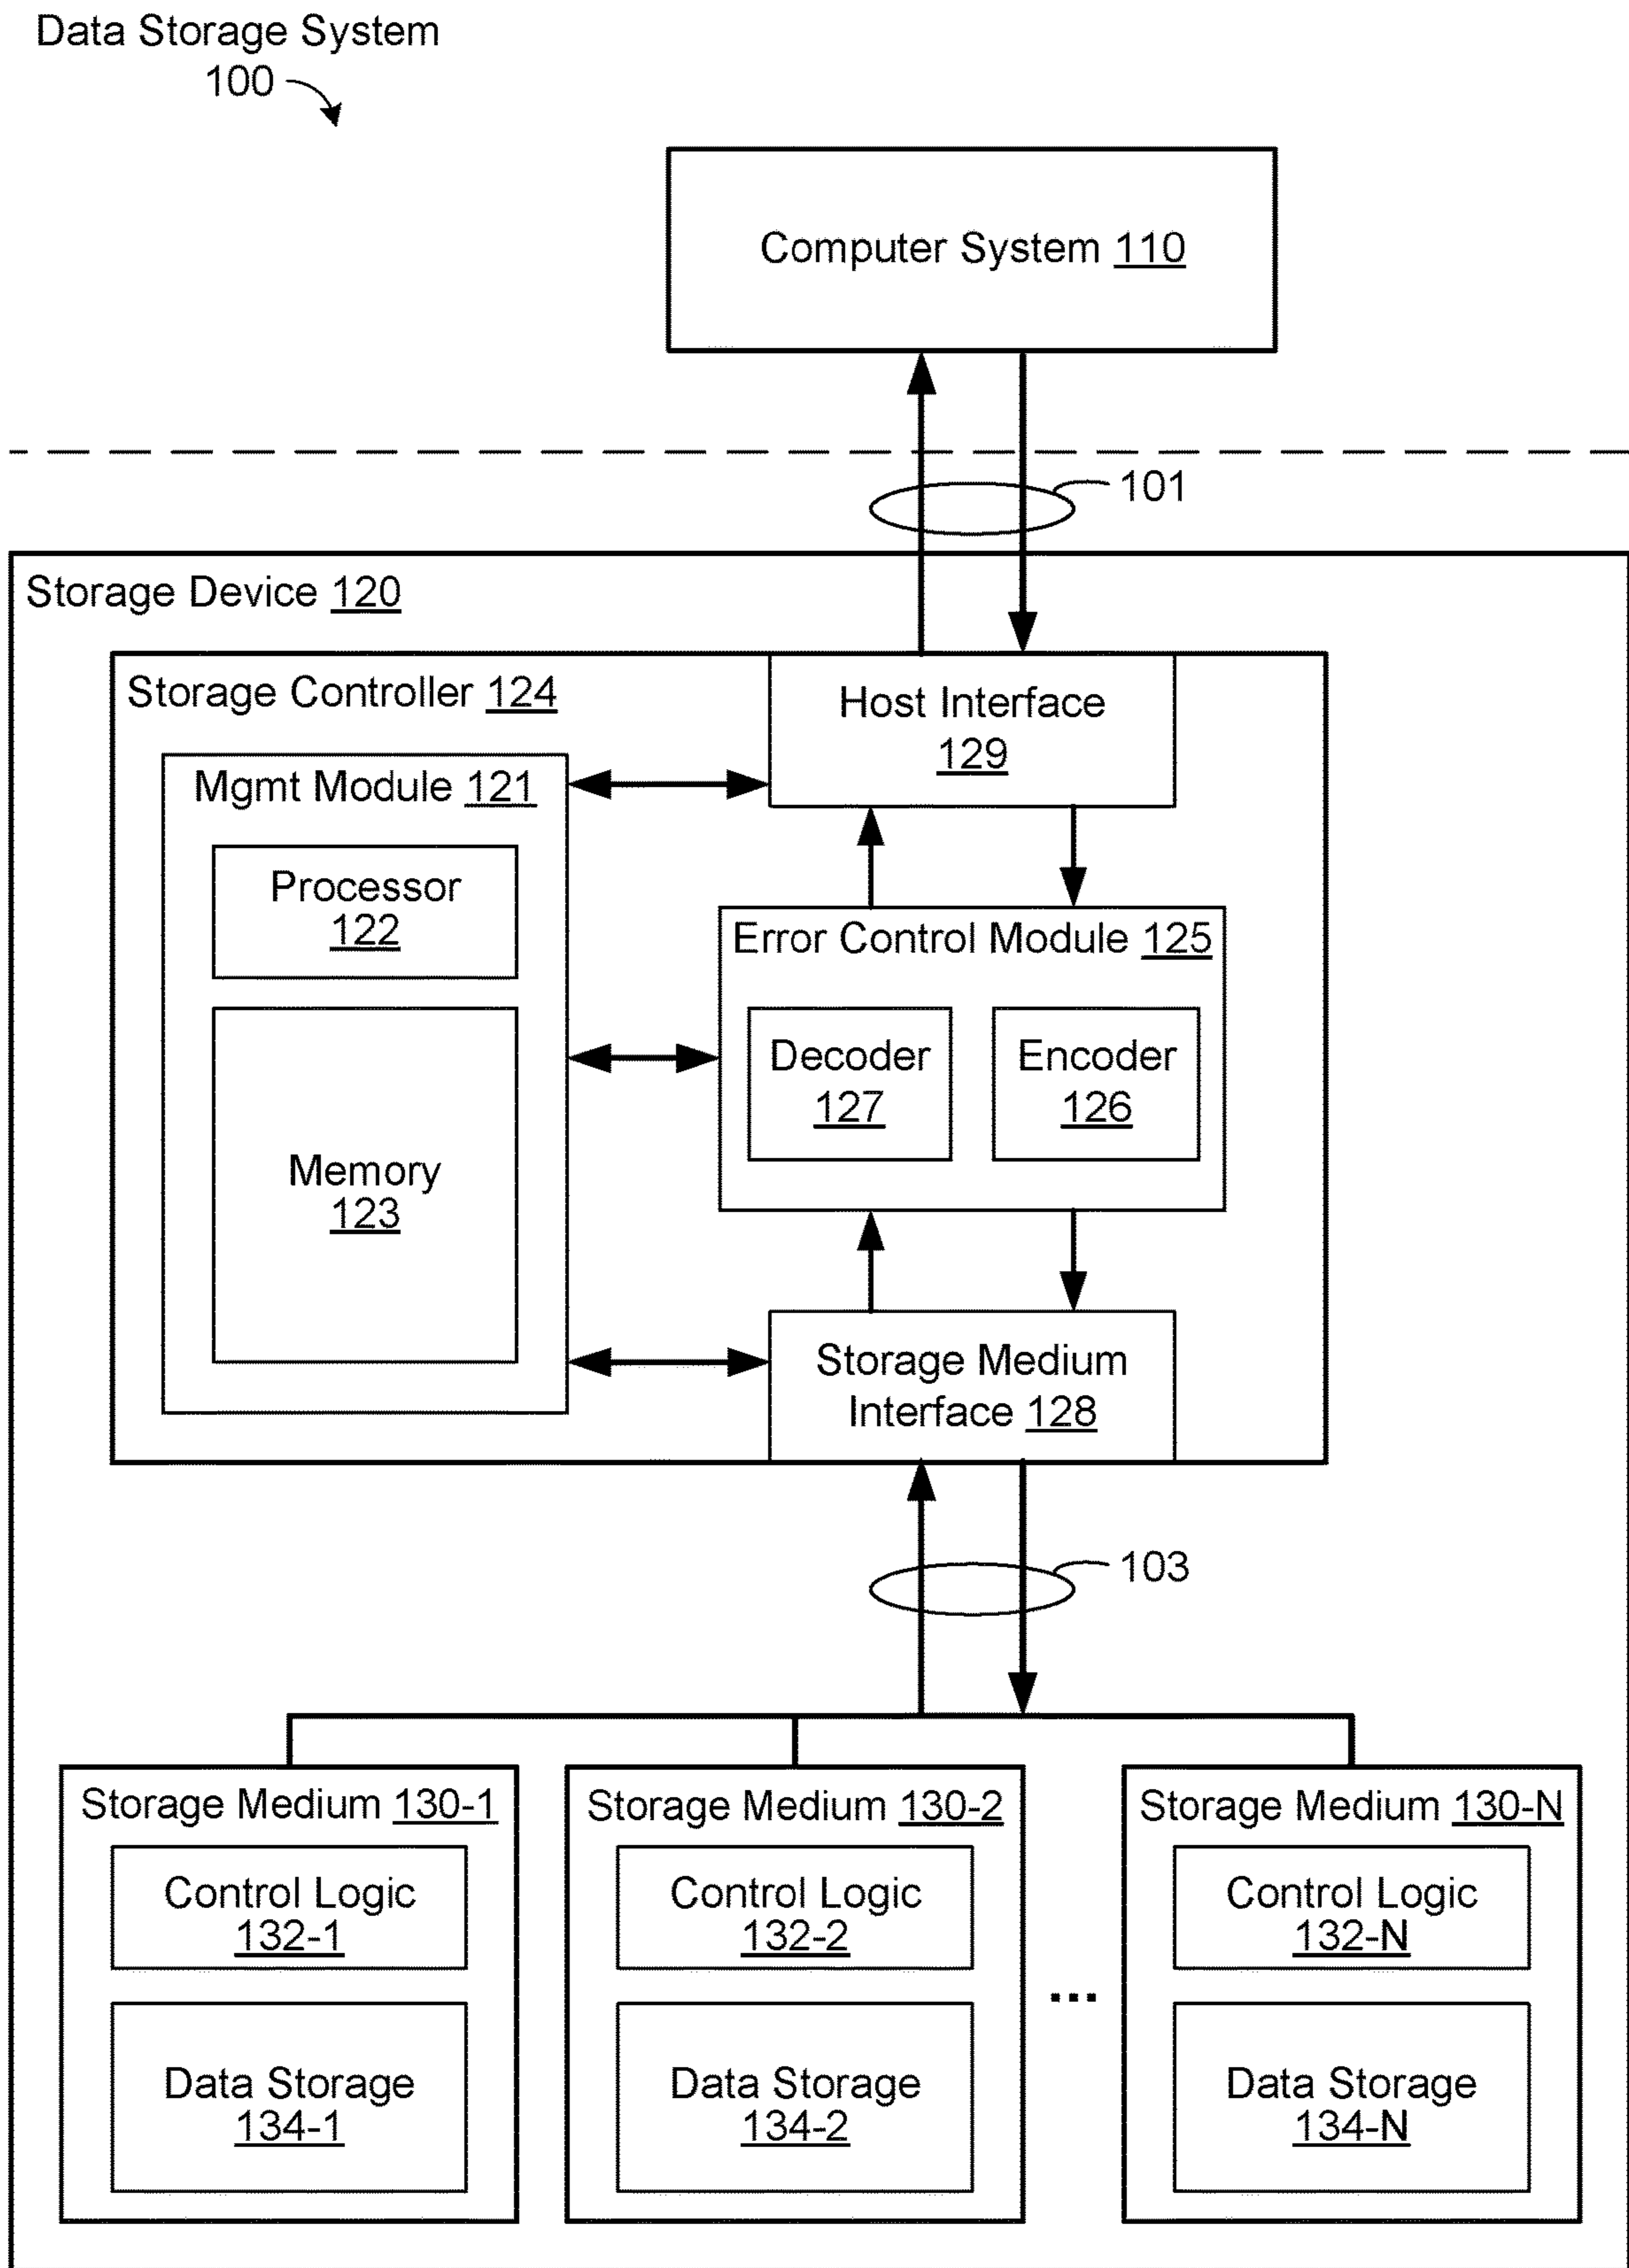 Data Storage System
100
Computer System 110
101
Storage Device 120
Storage Controller 124
Host Interface
129
Mgmt Module 121
Processor
122
Error Control Module 125
Decoder
127
Encoder
126
Memory
123
Storage Medium
Interface 128
103
Storage Medium 130-1
Control Logic
132-1
Data Storage
134-1
Storage Medium 130-2
Control Logic
132-2
Data Storage
134-2
...
Storage Medium 130-N
Control Logic
132-N
Data Storage
134-N